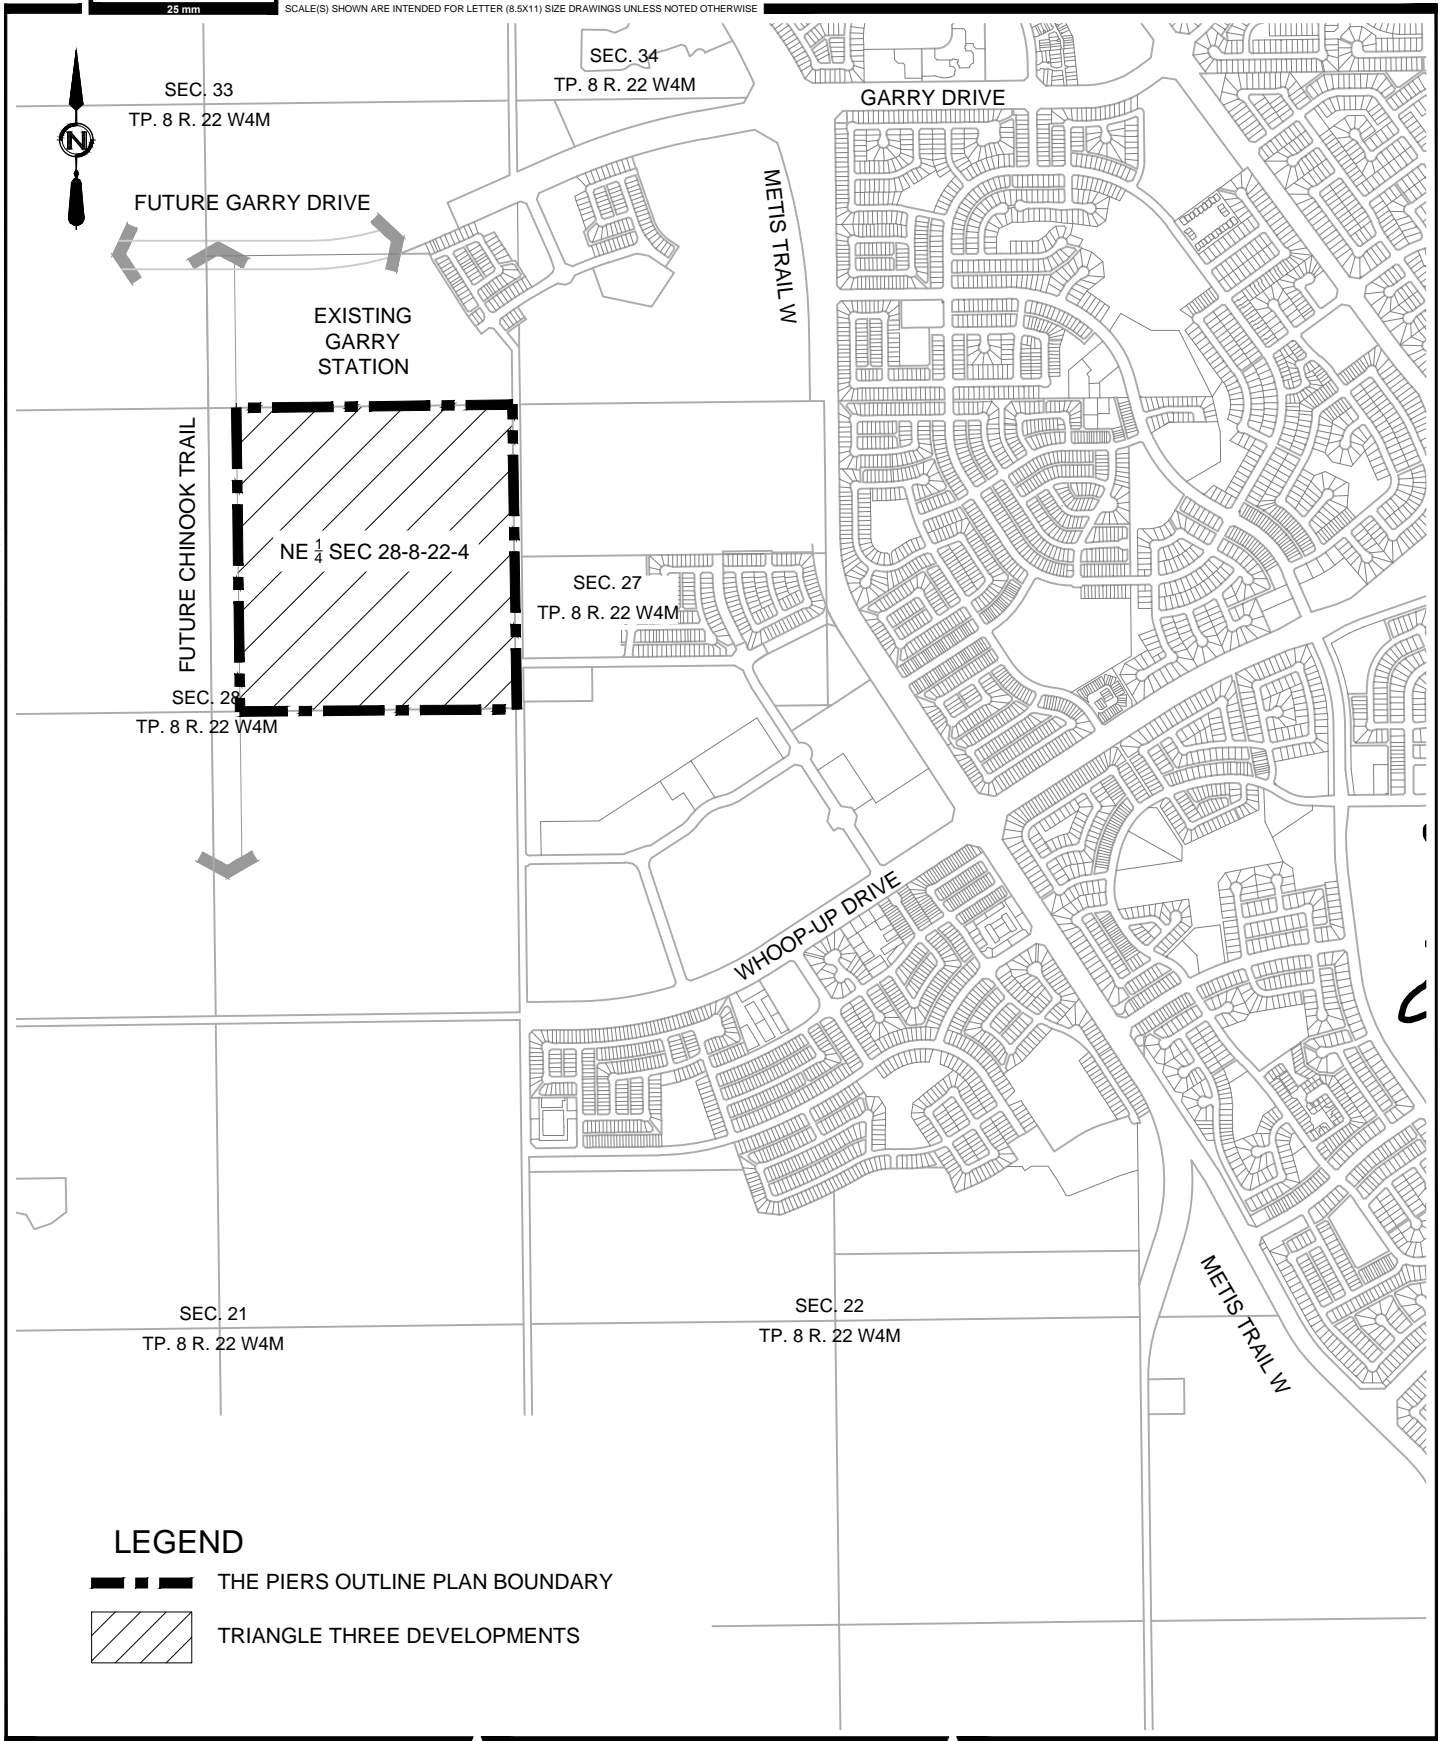 25 mm
SCALE(S) SHOWN ARE INTENDED FOR LETTER (8.5X11) SIZE DRAWINGS UNLESS NOTED OTHERWISE
SEC. 34
TP. 8 R. 22 W4M
SEC. 33
TP. 8 R. 22 W4M
GARRY DRIVE
N
FUTURE GARRY DRIVE
METIS TRAIL W
EXISTING
GARRY
STATION
FUTURE CHINOOK TRAIL
NE 1/4 SEC 28-8-22-4
SEC. 27
TP. 8 R. 22 W4M
SEC. 28
TP. 8 R. 22 W4M
WHOOP-UP DRIVE
SEC. 21
TP. 8 R. 22 W4M
SEC. 22
TP. 8 R. 22 W4M
METIS TRAIL W
LEGEND
THE PIERS OUTLINE PLAN BOUNDARY
TRIANGLE THREE DEVELOPMENTS